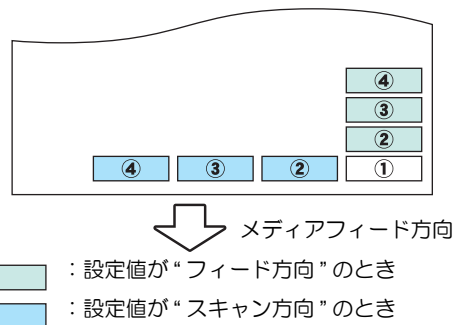 ④
③
②
④ ③ ② ①
メディアフィード方向
：設定値が“フィード方向”のとき
：設定値が“スキャン方向”のとき